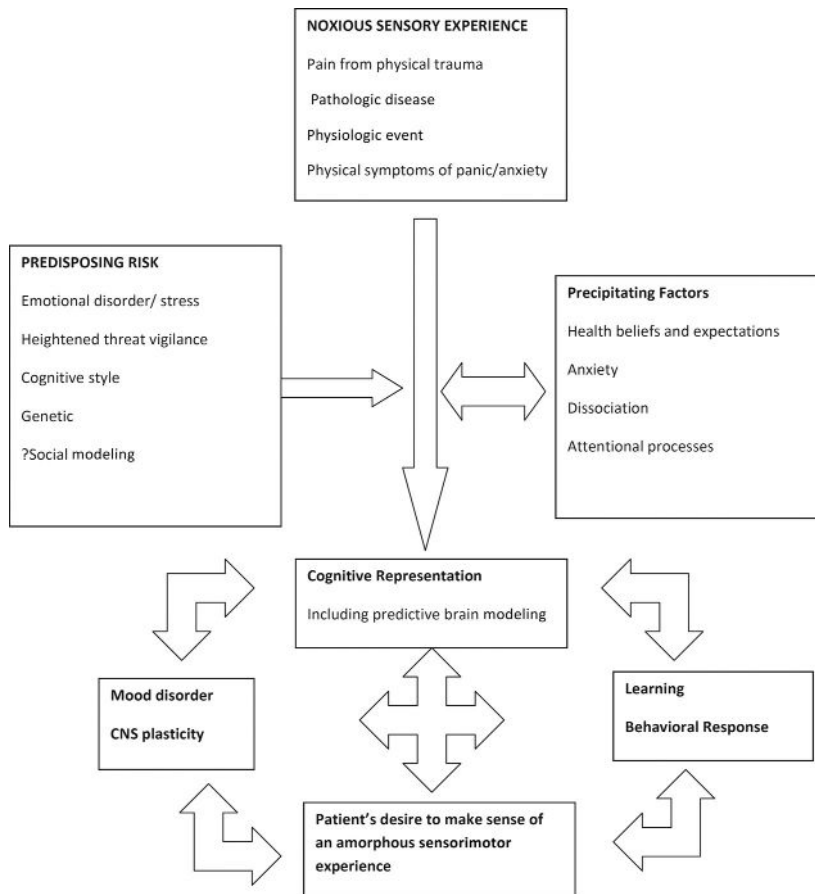 NOXIOUS SENSORY EXPERIENCE
Pain from physical trauma
Pathologic disease
Physiologic event
Physical symptoms of panic/anxiety
PREDISPOSING RISK
Emotional disorder/ stress
Heightened threat vigilance
Cognitive style
Genetic
?Social modeling
Precipitating Factors
Health beliefs and expectations
Anxiety
Dissociation
Attentional processes
Cognitive Representation
Including predictive brain modeling
Mood disorder
CNS plasticity
Learning
Behavioral Response
Patient's desire to make sense of
an amorphous sensorimotor
experience